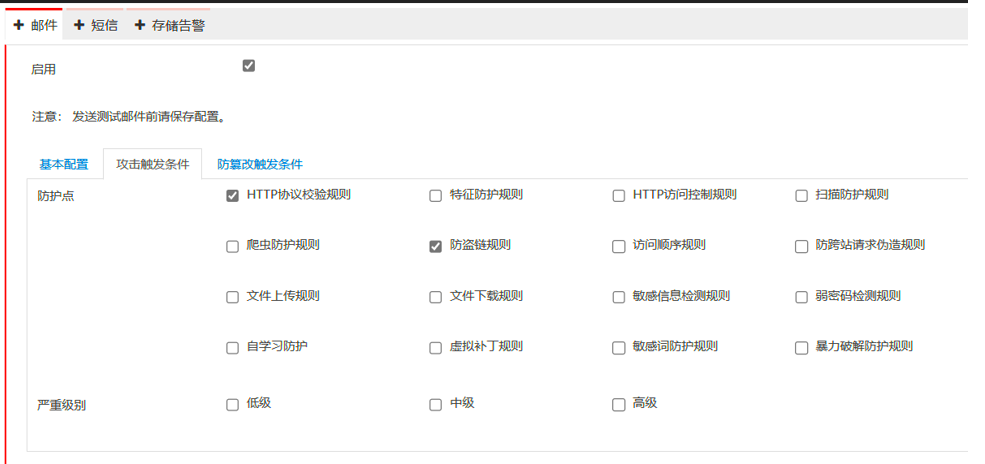 邮件 短信 存储告警
启用
注意： 发送测试邮件前请保存配置。
基本配置 攻击触发条件 防篡改触发条件
防护点 HTTP协议校验规则 特征防护规则 HTTP访问控制规则 扫描防护规则
爬虫防护规则 防盗链规则 访问顺序规则 防跨站请求伪造规则
文件上传规则 文件下载规则 敏感信息检测规则 弱密码检测规则
自学习防护 虚拟补丁规则 敏感词防护规则 暴力破解防护规则
严重级别 低级 中级 高级